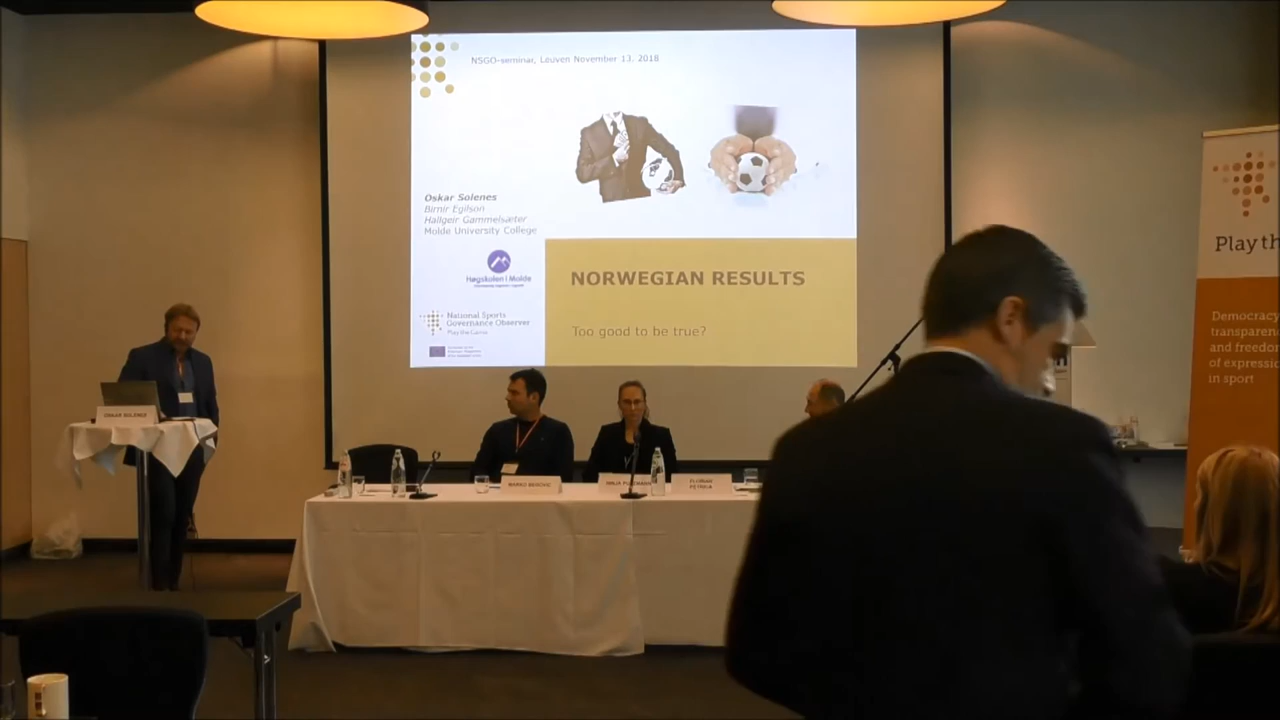 NSGO-seminar, Leuven November 13. 2018
Oskar Solenes
Birnir Egilson
Hallgeir Gammelsæter
Molde University College
Høgskolen i Molde
NORWEGIAN RESULTS
Too good to be true?
National Sports
Governance Observer
Play the Game
Play th
Democracy
transparen
and freedo
of expressi
in sport
OSKAR SOLENES
MARKO BEGOVIC
FLORIAN
PETRICA